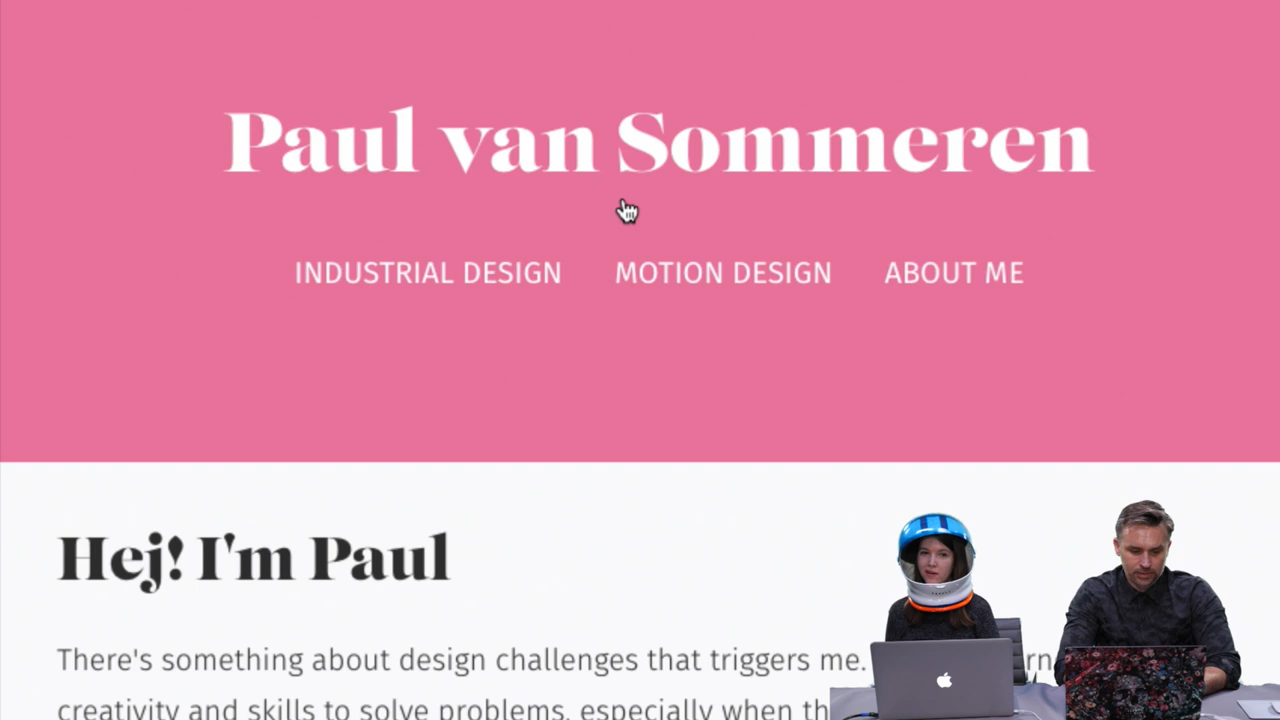 Paul van Sommeren
INDUSTRIAL DESIGN MOTION DESIGN ABOUT ME
Hej! I'm Paul
There's something about design challenges that triggers me.
creativity and skills to solve problems, especially when